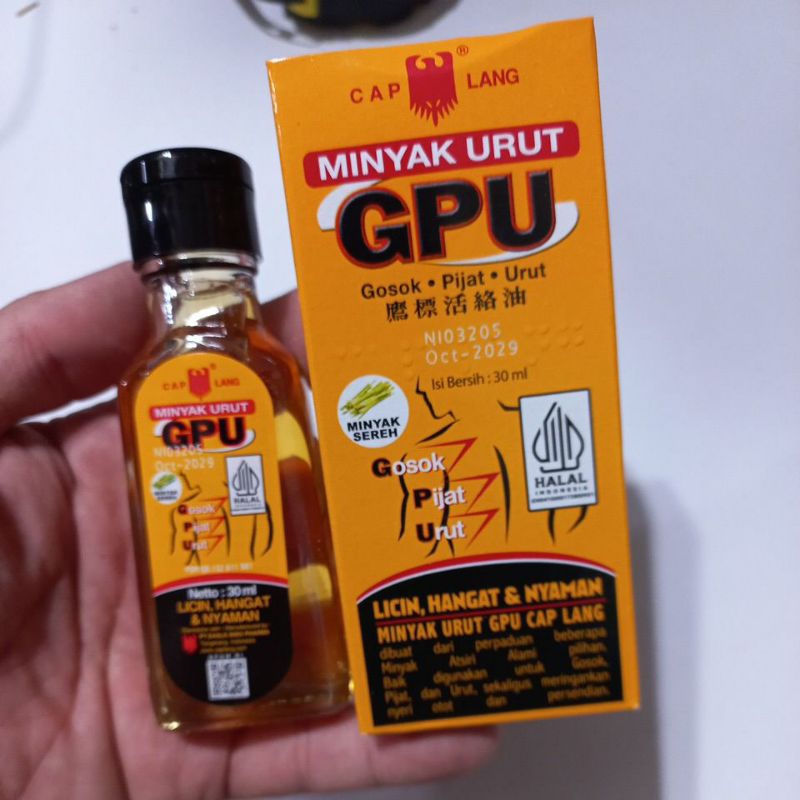 CAP LANG
MINYAK URUT
GPU
Gosok • Pijat • Urut
鷹標活絡油
NI03205
Oct-2029
Isi Bersih : 30 ml
MINYAK
SEREH
Gosok
Pijat
Urut
HALAL
INDONESIA
LICIN, HANGAT & NYAMAN
MINYAK URUT GPU CAP LANG
dibuat dari perpaduan beberapa
Minyak Atsiri Alami pilihan.
Baik digunakan untuk Gosok,
Pijat, dan Urut, sekaligus meringankan
nyeri otot dan persendian.
CAP LANG
MINYAK URUT
GPU
NI03205
Oct-2029
MINYAK
SEREH
HALAL
INDONESIA
Gosok
Pijat
Urut
Netto : 30 ml
LICIN, HANGAT
& NYAMAN